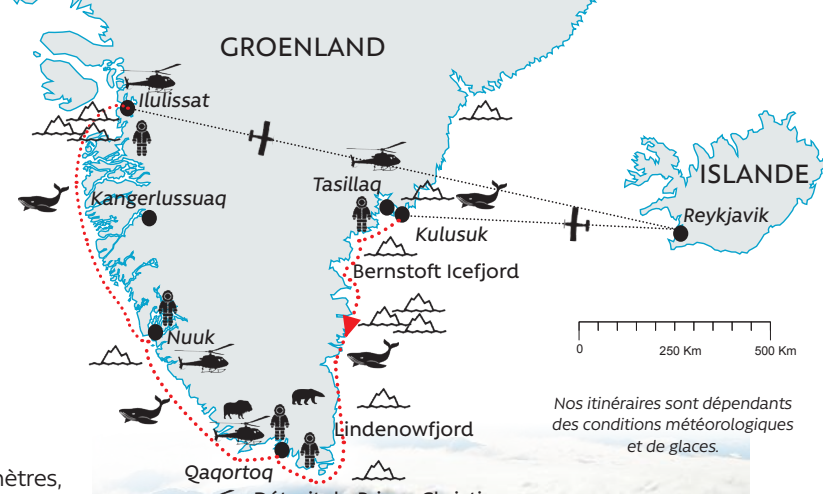 GROENLAND
Ilulissat
Tasillaq
ISLANDE
Kangerlussuaq
Reykjavik
Kulusuk
Bernstoft Icefjord
Nuuk
0
250 Km
500 Km
Nos itinéraires sont dépendants
des conditions météorologiques
et de glaces.
Lindenowfjord
Qaqortoq